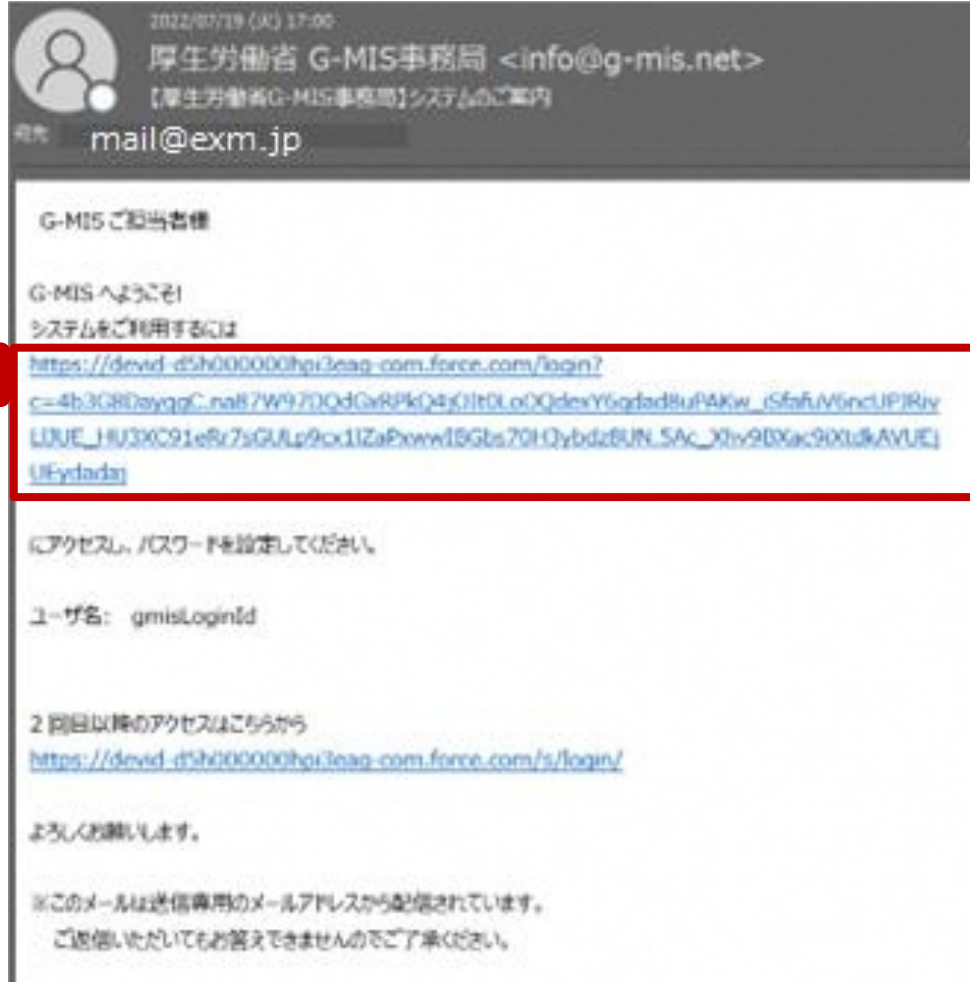 2022/07/19 (火) 17:00
厚生労働省 G-MIS事務局 <info@g-mis.net>
【厚生労働省G-MIS事務局】システムのご案内
宛先 mail@exm.jp
G-MIS ご担当者様
G-MIS へようこそ!
システムをご利用するには
https://devid-d5h000000hpi3eag-com.force.com/login?
にアクセスし、パスワードを設定してください。
ユーザ名: gmisLoginId
2 回目以降のアクセスはこちらから
https://devid-d5h000000hpi3eag-com.force.com/s/login/
よろしくお願いします。
※このメールは送信専用のメールアドレスから配信されています。
ご返信いただいてもお答えできませんのでご了承ください。